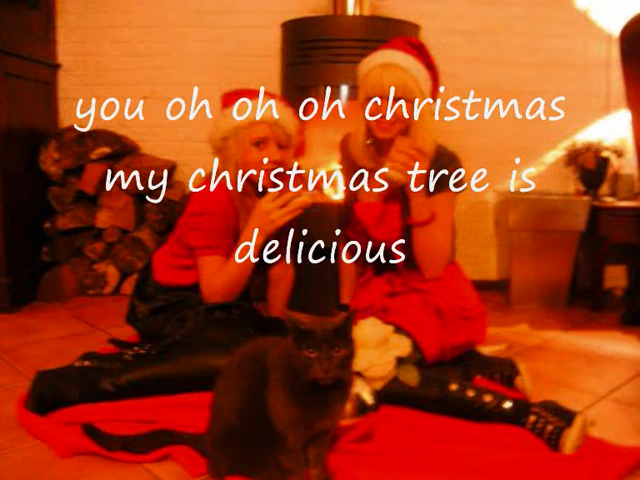 you oh oh oh christmas
my christmas tree is
delicious